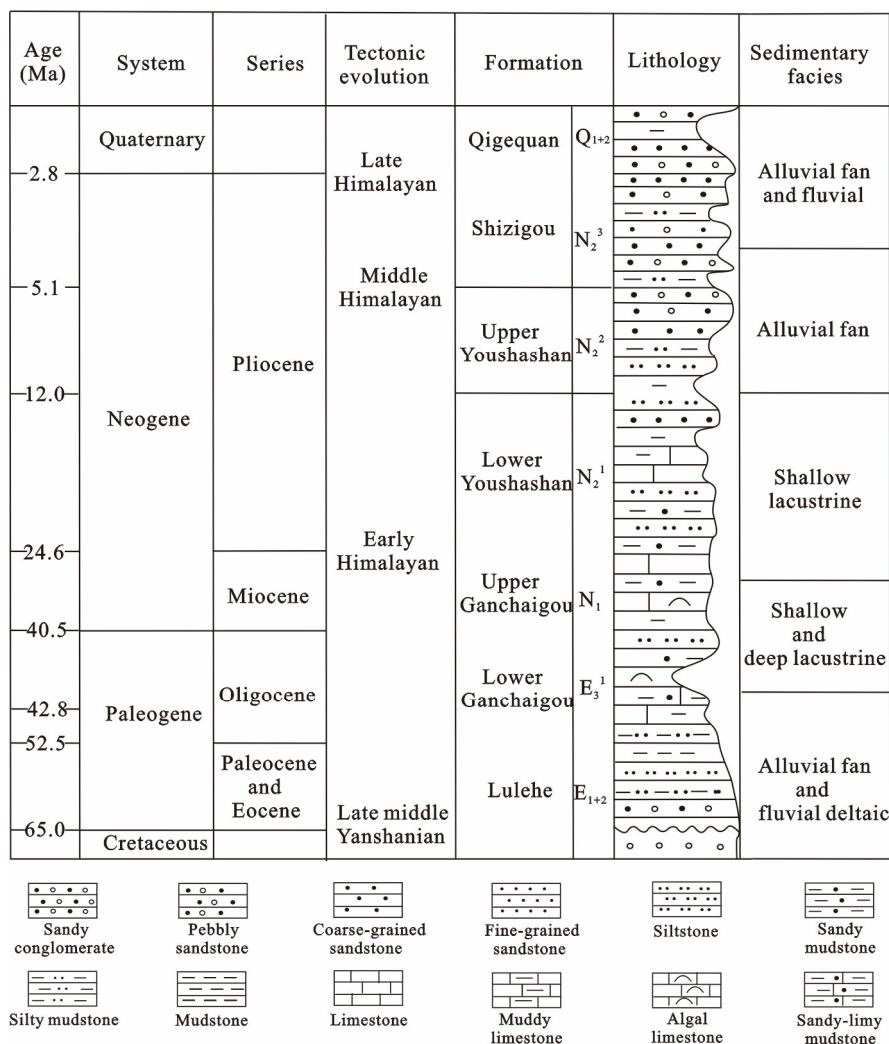 Age
(Ma)
System
Series
Tectonic
evolution
Formation
Lithology
Sedimentary
facies
Quaternary
Qigequan
Q1+2
Late
Himalayan
Alluvial fan
and fluvial
2.8
Shizigou
N2³
Middle
Himalayan
5.1
Upper
Youshashan
N2²
Alluvial fan
Pliocene
12.0
Neogene
Lower
Youshashan
N2¹
Shallow
lacustrine
Early
Himalayan
24.6
Upper
Ganchaigou
N1
Miocene
Shallow
and
deep lacustrine
40.5
Lower
Ganchaigou
E3¹
Oligocene
42.8
Paleogene
52.5
Paleocene
and
Eocene
Lulehe
E1+2
Alluvial fan
and
fluvial deltaic
Late middle
Yanshanian
65.0
Cretaceous
Sandy
conglomerate
Pebbly
sandstone
Coarse-grained
sandstone
Fine-grained
sandstone
Siltstone
Sandy
mudstone
Silty mudstone
Mudstone
Limestone
Muddy
limestone
Algal
limestone
Sandy-limy
mudstone